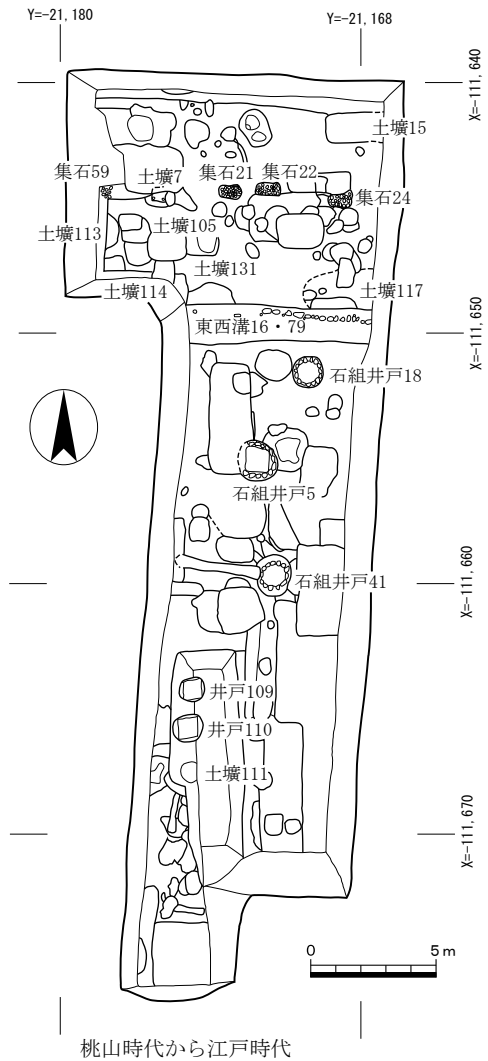 Y=-21, 180
Y=-21, 168
X=-111, 640
土壙15
集石59
土壙7
集石21
集石22
集石24
土壙113
土壙105
土壙131
土壙114
土壙117
東西溝16・79
X=-111, 650
石組井戸18
石組井戸5
石組井戸41
X=-111, 660
井戸109
井戸110
土壙111
X=-111, 670
0
5m
桃山時代から江戸時代